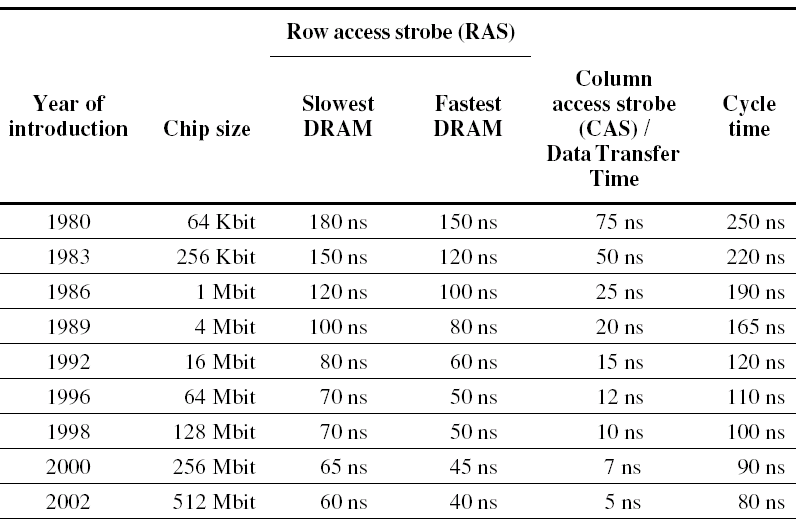 Row access strobe (RAS)
Year of introduction Chip size Slowest DRAM Fastest DRAM Column access strobe (CAS) / Data Transfer Time Cycle time
1980 64 Kbit 180 ns 150 ns 75 ns 250 ns
1983 256 Kbit 150 ns 120 ns 50 ns 220 ns
1986 1 Mbit 120 ns 100 ns 25 ns 190 ns
1989 4 Mbit 100 ns 80 ns 20 ns 165 ns
1992 16 Mbit 80 ns 60 ns 15 ns 120 ns
1996 64 Mbit 70 ns 50 ns 12 ns 110 ns
1998 128 Mbit 70 ns 50 ns 10 ns 100 ns
2000 256 Mbit 65 ns 45 ns 7 ns 90 ns
2002 512 Mbit 60 ns 40 ns 5 ns 80 ns